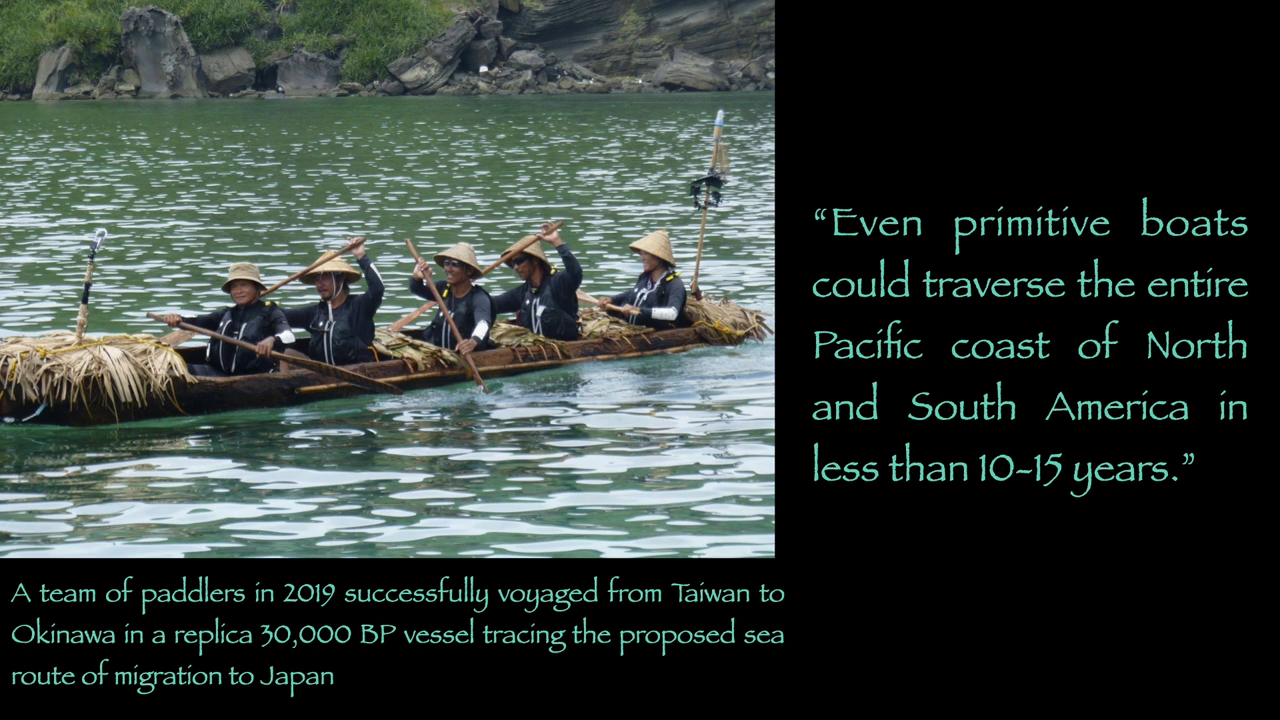 “Even primitive boats
could traverse the entire
Pacific coast of North
and South America in
less than 10-15 years.”
A team of paddlers in 2019 successfully voyaged from Taiwan to
Okinawa in a replica 30,000 BP vessel tracing the proposed sea
route of migration to Japan